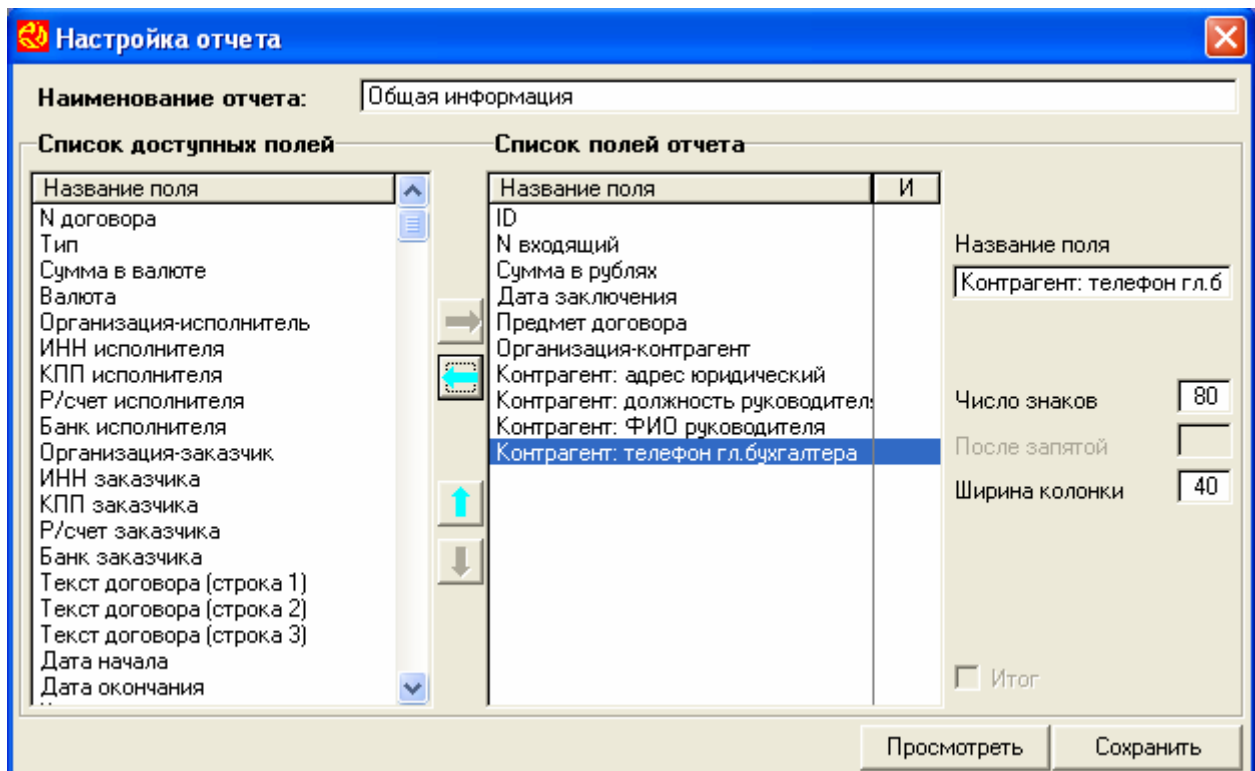 Настройка отчета
Наименование отчета: Общая информация
Список доступных полей
Название поля
N договора
Тип
Сумма в валюте
Валюта
Организация-исполнитель
ИНН исполнителя
КПП исполнителя
Р/счет исполнителя
Банк исполнителя
Организация-заказчик
ИНН заказчика
КПП заказчика
Р/счет заказчика
Банк заказчика
Текст договора (строка 1)
Текст договора (строка 2)
Текст договора (строка 3)
Дата начала
Дата окончания
Список полей отчета
Название поля И
ID
N входящий
Сумма в рублях
Дата заключения
Предмет договора
Организация-контрагент
Контрагент: адрес юридический
Контрагент: должность руководител
Контрагент: ФИО руководителя
Контрагент: телефон гл.бухгалтера
Название поля
Контрагент: телефон гл.б
Число знаков 80
После запятой
Ширина колонки 40
Итог
Просмотреть Сохранить